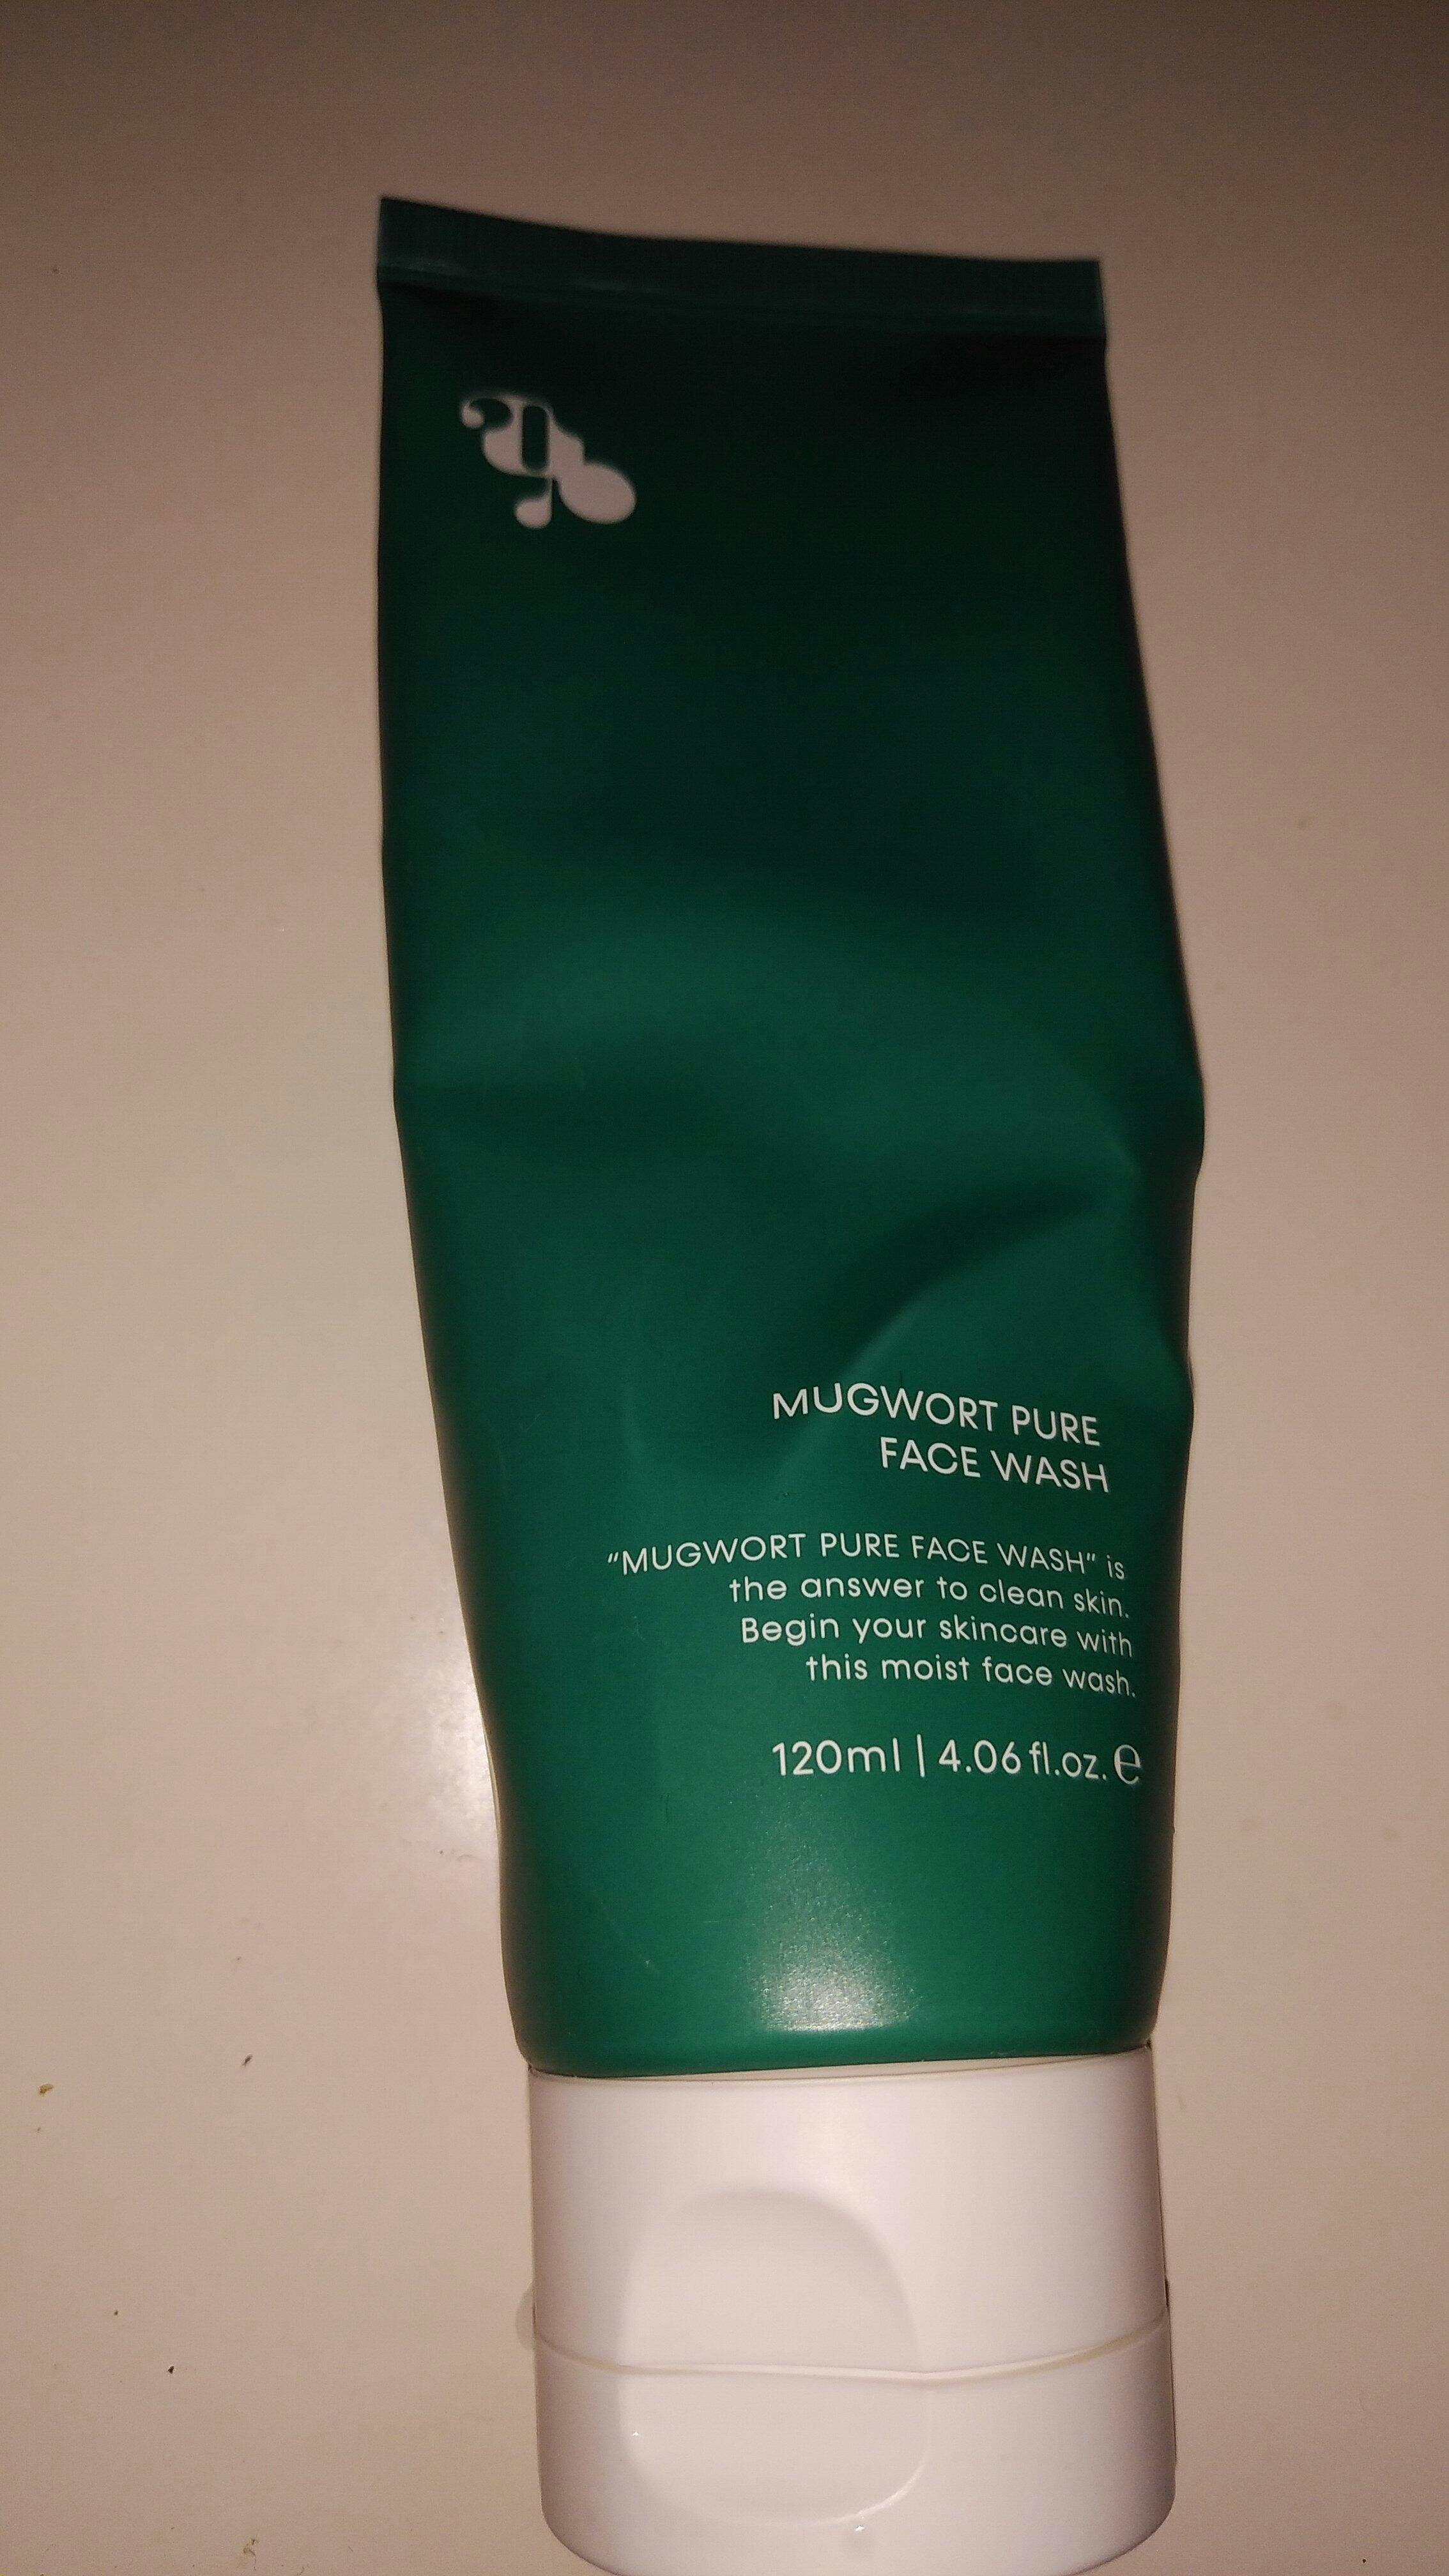 MUGWORT PURE
FACE WASH
"MUGWORT PURE FACE WASH" is
the answer to clean skin.
Begin your skincare with
this moist face wash.
120ml | 4.06 fl.oz. ℮